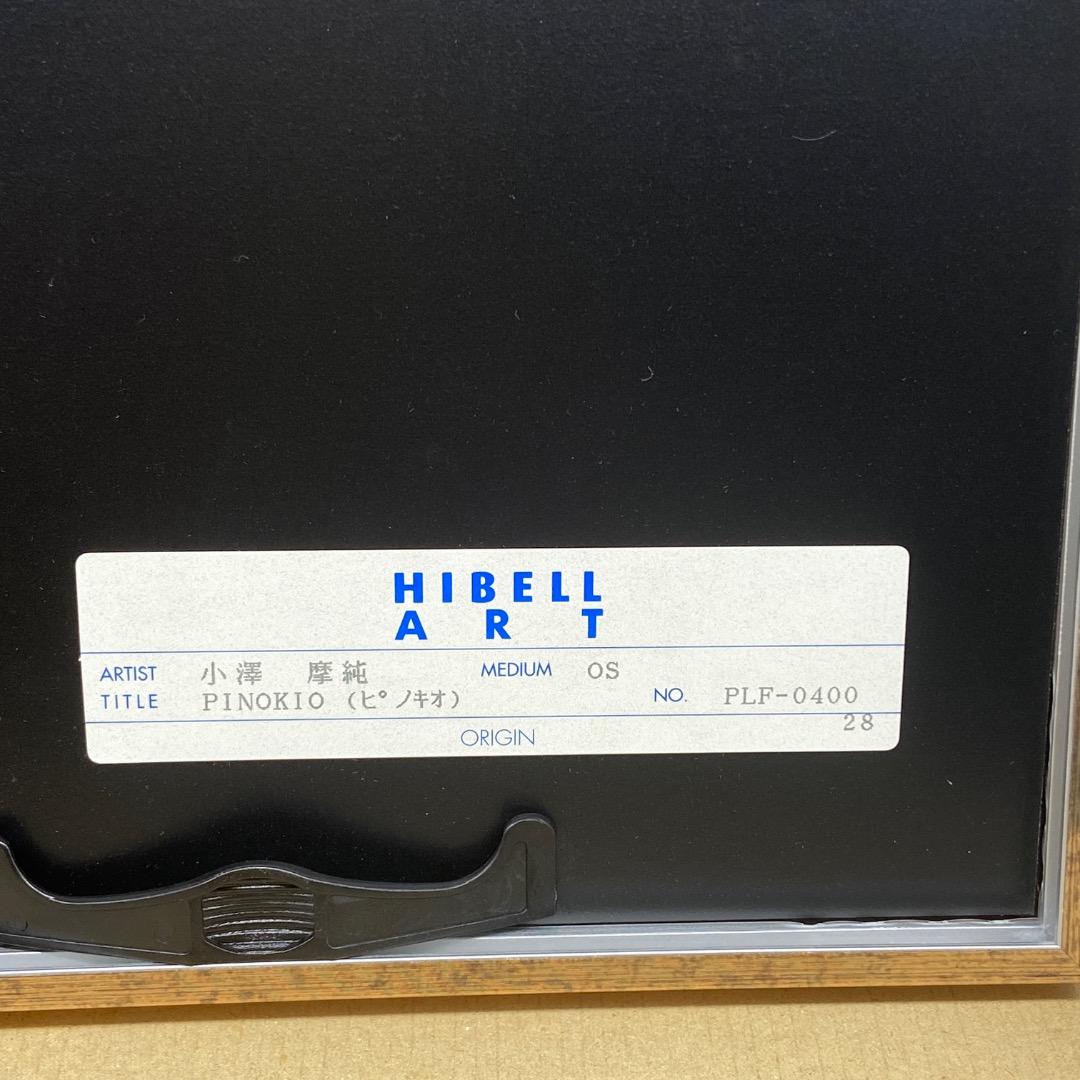 HIBELL
ART
ARTIST 小澤 摩純 MEDIUM OS
TITLE PINOKIO (ピノキオ) NO. PLF-0400
28
ORIGIN